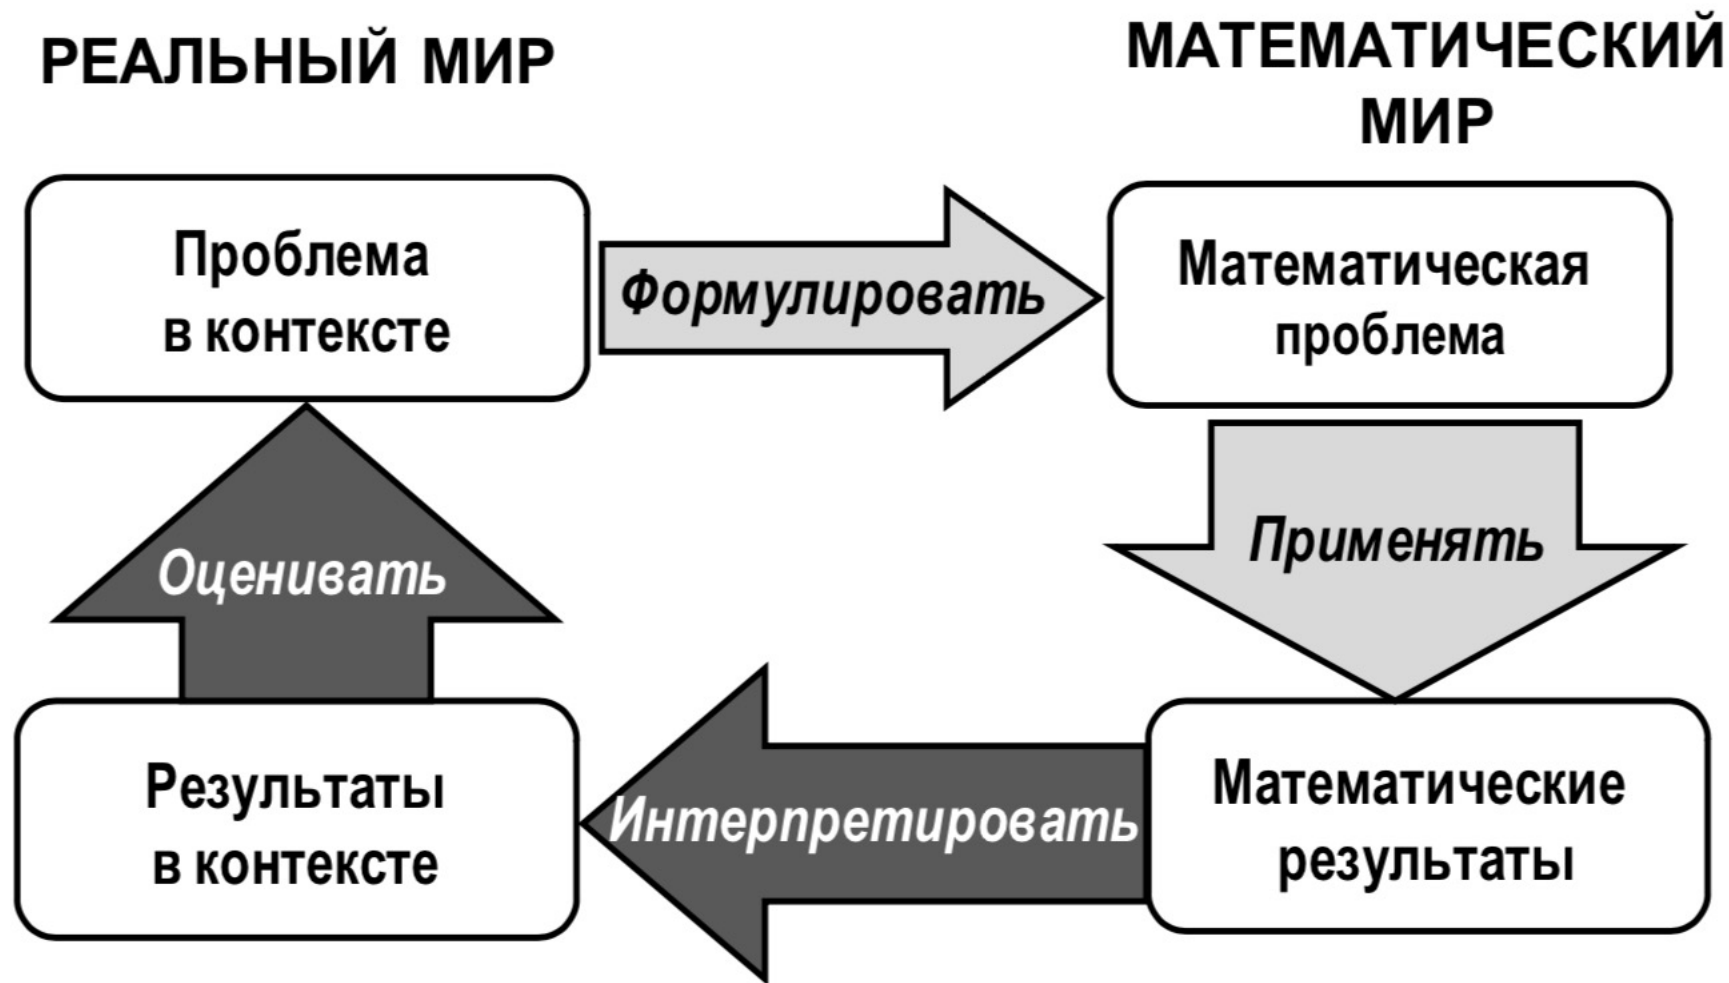 РЕАЛЬНЫЙ МИР
МАТЕМАТИЧЕСКИЙ
МИР
Проблема
в контексте
Формулировать
Математическая
проблема
Применять
Математические
результаты
Интерпретировать
Результаты
в контексте
Оценивать